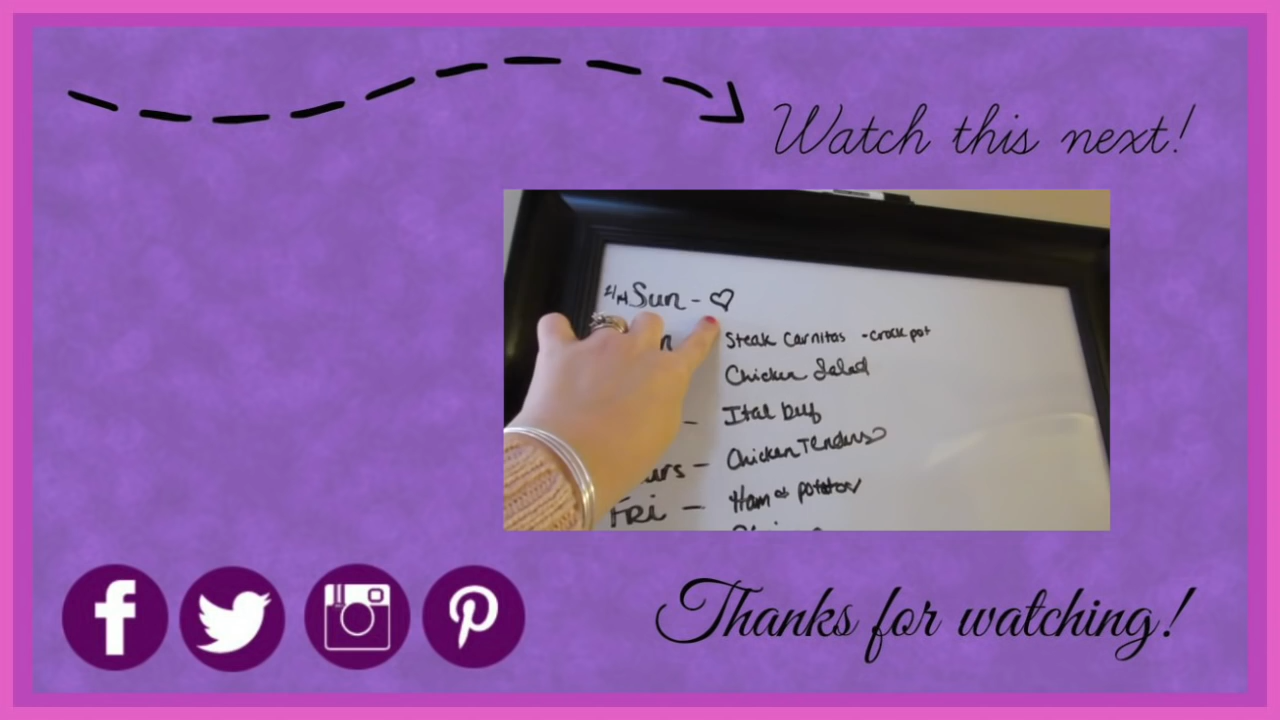 Watch this next!
2/14 Sun - ♡
n Steak Carnitas - crock pot
Chicken Salad
- Ital beef
urs - Chicken Tenders
FRI - Ham & potatoes
Thanks for watching!